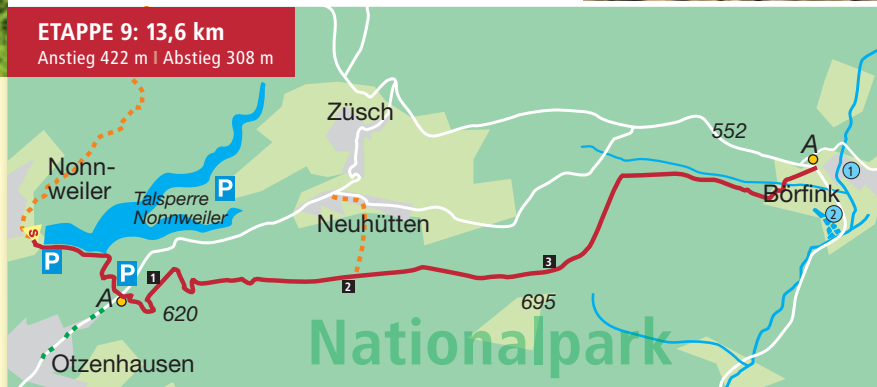 ETAPPE 9: 13,6 km
Anstieg 422 m I Abstieg 308 m
Züsch
552
A
1
Nonn-
weiler
P
Talsperre
Nonnweiler
Börfink
2
Neuhütten
S
P
P
1
3
2
A
620
695
Nationalpark
Otzenhausen